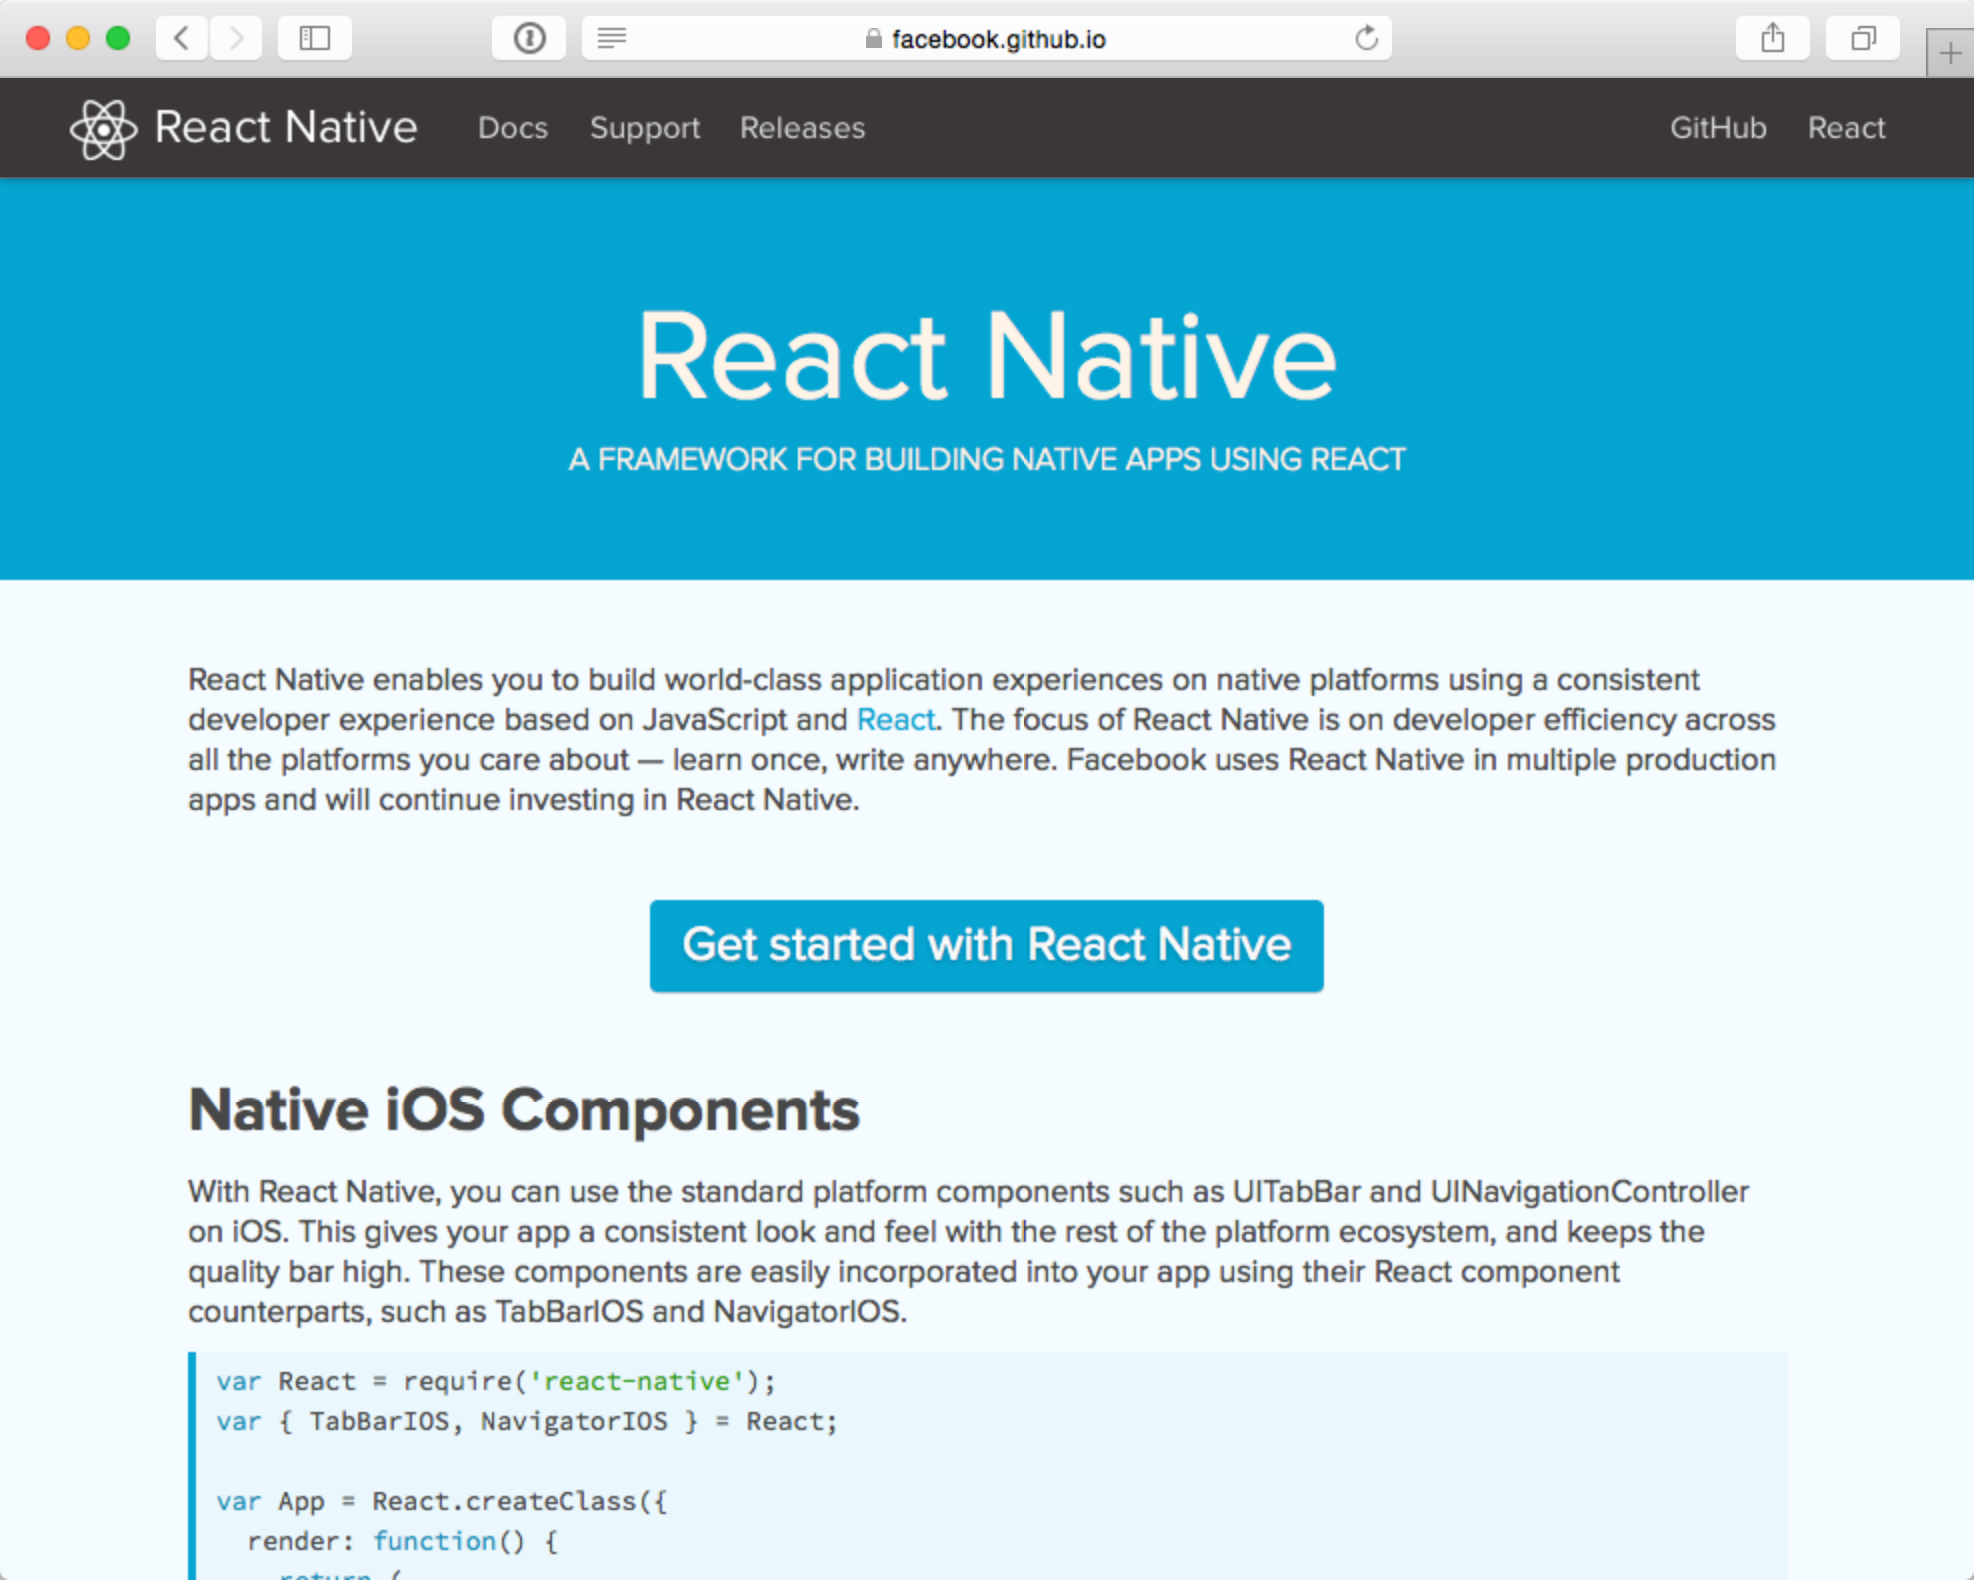 facebook.github.io
React Native Docs Support Releases GitHub React
React Native
A FRAMEWORK FOR BUILDING NATIVE APPS USING REACT
React Native enables you to build world-class application experiences on native platforms using a consistent
developer experience based on JavaScript and React. The focus of React Native is on developer efficiency across
all the platforms you care about — learn once, write anywhere. Facebook uses React Native in multiple production
apps and will continue investing in React Native.
Get started with React Native
Native iOS Components
With React Native, you can use the standard platform components such as UITabBar and UINavigationController
on iOS. This gives your app a consistent look and feel with the rest of the platform ecosystem, and keeps the
quality bar high. These components are easily incorporated into your app using their React component
counterparts, such as TabBarIOS and NavigatorIOS.
var React = require('react-native');
var { TabBarIOS, NavigatorIOS } = React;
var App = React.createClass({
render: function() {
return (